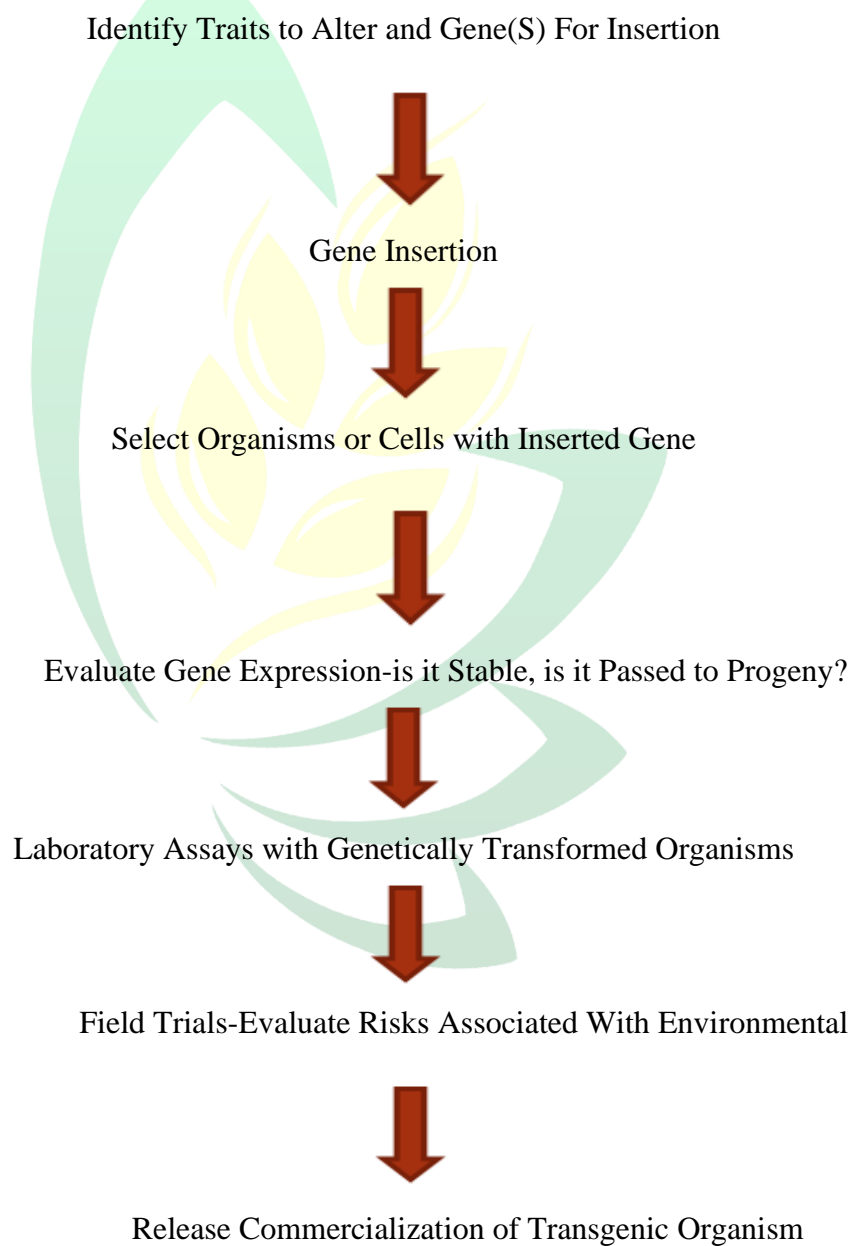 Identify Traits to Alter and Gene(S) For Insertion
Gene Insertion
Select Organisms or Cells with Inserted Gene
Evaluate Gene Expression-is it Stable, is it Passed to Progeny?
Laboratory Assays with Genetically Transformed Organisms
Field Trials-Evaluate Risks Associated With Environmental
Release Commercialization of Transgenic Organism